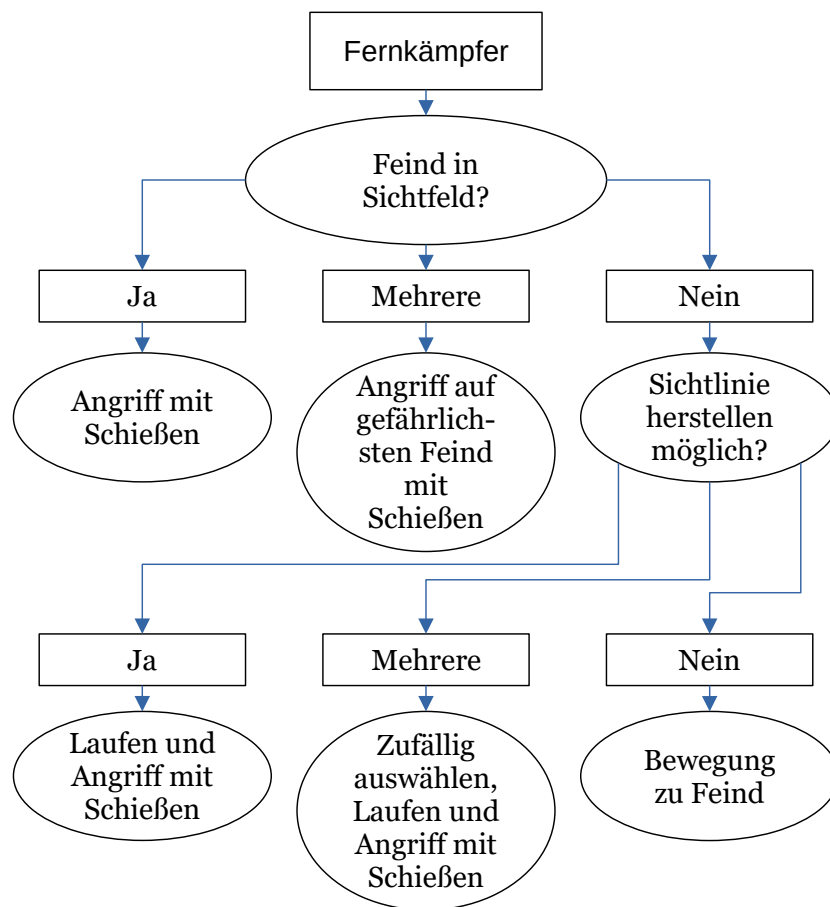 Fernkämpfer
Feind in
Sichtfeld?
Ja
Mehrere
Nein
Angriff mit
Schießen
Angriff auf
gefährlich-
sten Feind
mit
Schießen
Sichtlinie
herstellen
möglich?
Ja
Mehrere
Nein
Laufen und
Angriff mit
Schießen
Zufällig
auswählen,
Laufen und
Angriff mit
Schießen
Bewegung
zu Feind